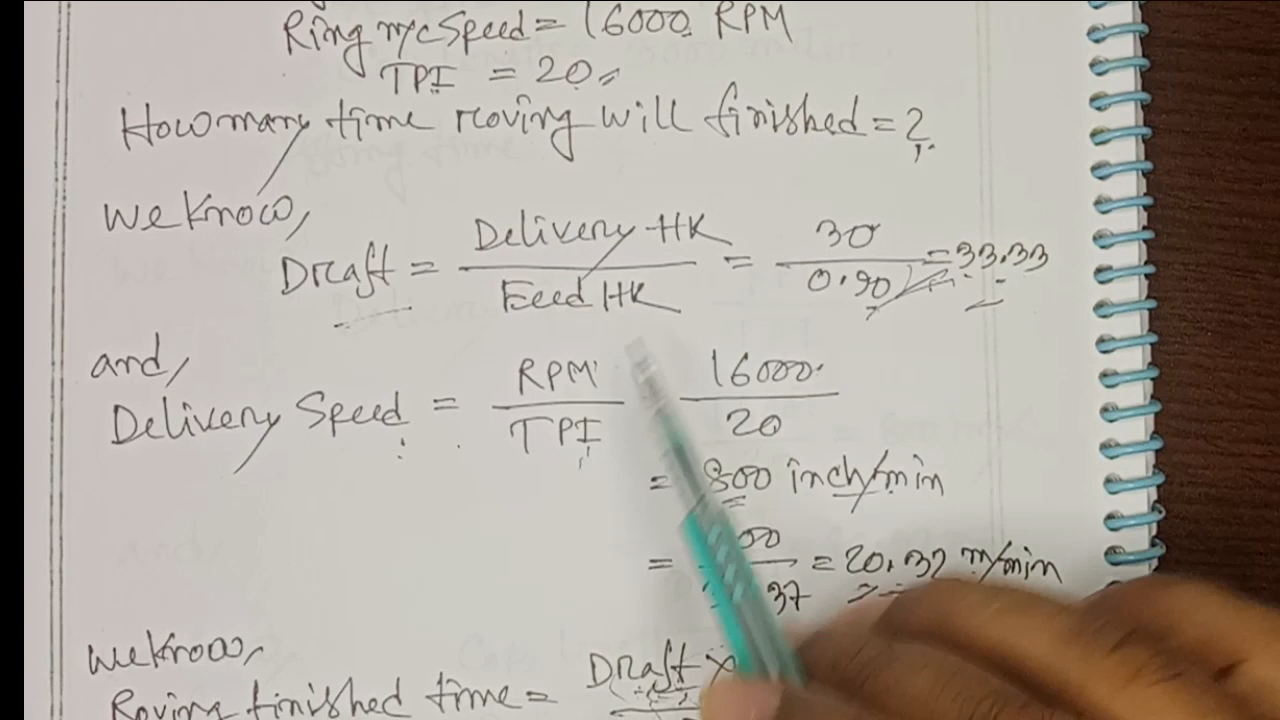 Ring m/c Speed = 16000 RPM
TPI = 20
How many time roving will finished = ?
We Know,
Draft = Delivery HK / Feed HK = 30 / 0.90 = 33.33
and,
Delivery Speed = RPM / TPI 16000 / 20
= 800 inch/min
= 00 / 37 = 20.32 m/min
We Know,
Roving finished time = Draft ×